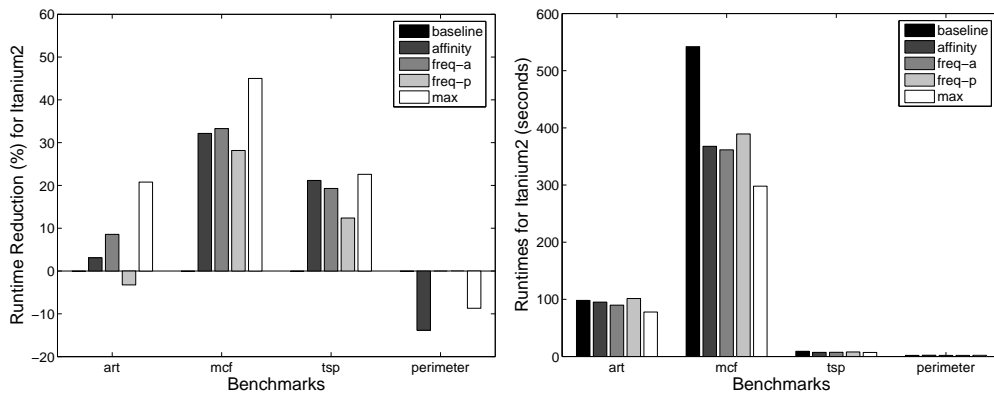 Runtime Reduction (%) for Itanium2
60
50
40
30
20
10
0
−10
−20
art
mcf
tsp
perimeter
Benchmarks
baseline
affinity
freq−a
freq−p
max
Runtimes for Itanium2 (seconds)
600
500
400
300
200
100
0
art
mcf
tsp
perimeter
Benchmarks
baseline
affinity
freq−a
freq−p
max